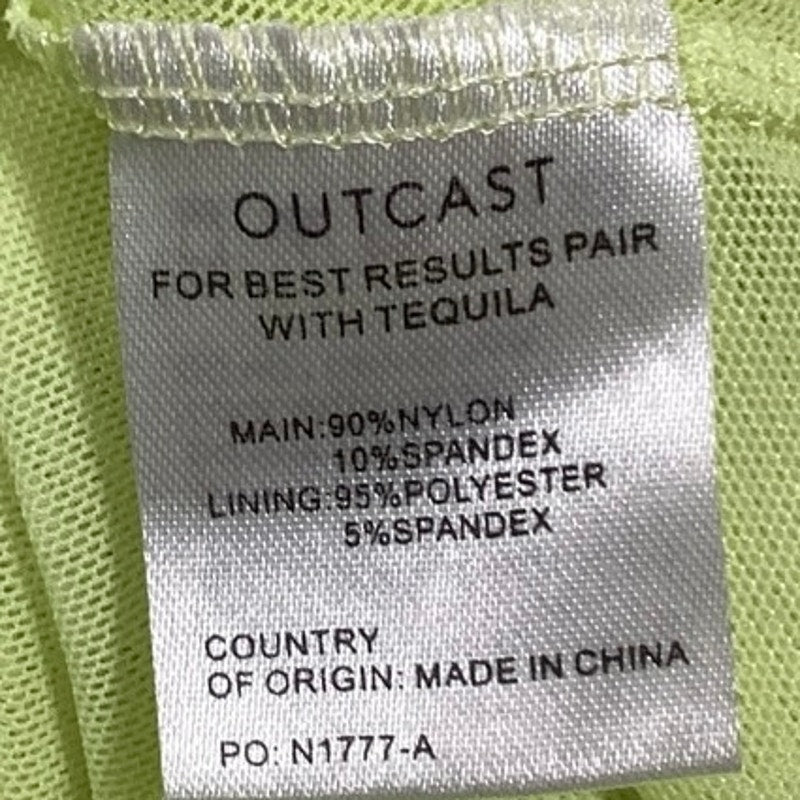 OUTCAST
FOR BEST RESULTS PAIR
WITH TEQUILA
MAIN:90%NYLON
10%SPANDEX
LINING:95%POLYESTER
5%SPANDEX
COUNTRY
OF ORIGIN: MADE IN CHINA
PO: N1777-A